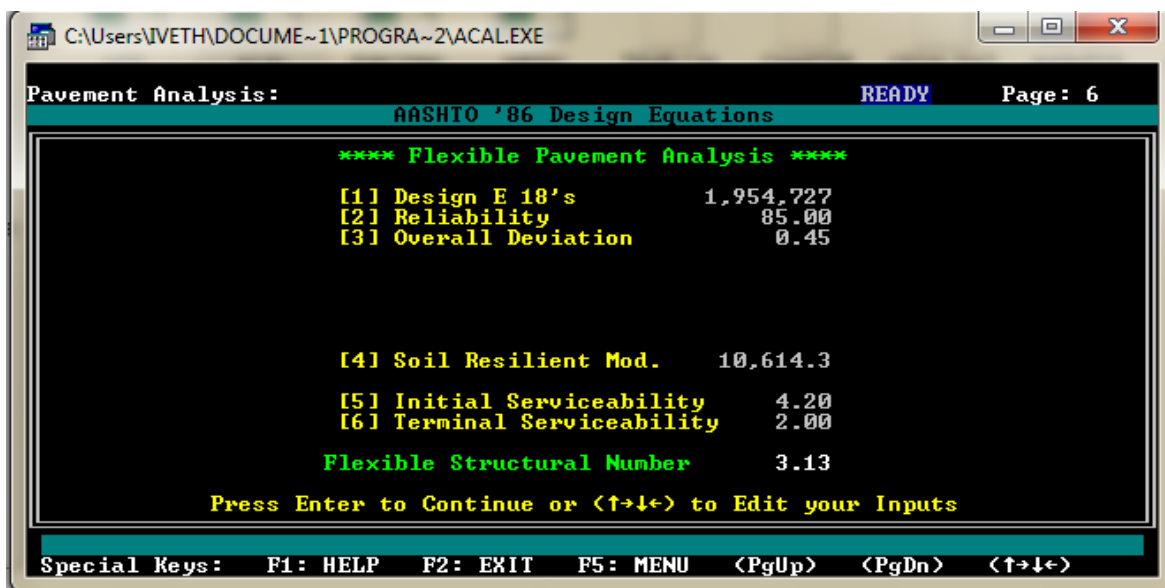 C:\Users\IVETH\DOCUME~1\PROGRA~2\ACAL.EXE
Pavement Analysis: READY Page: 6
AASHTO '86 Design Equations
**** Flexible Pavement Analysis ****
[1] Design E 18's 1,954,727
[2] Reliability 85.00
[3] Overall Deviation 0.45
[4] Soil Resilient Mod. 10,614.3
[5] Initial Serviceability 4.20
[6] Terminal Serviceability 2.00
Flexible Structural Number 3.13
Press Enter to Continue or <↑→↓←> to Edit your Inputs
Special Keys: F1: HELP F2: EXIT F5: MENU <PgUp> <PgDn> <↑→↓←>